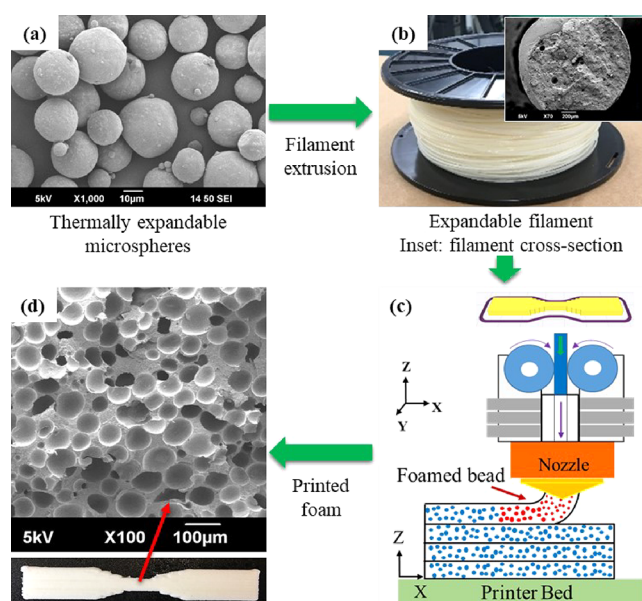 (a)
5kV X1,000 10μm 14 50 SEI
Thermally expandable
microspheres
Filament
extrusion
(b)
5kV X70 200μm
Expandable filament
Inset: filament cross-section
(c)
Z
X
Y
Nozzle
Foamed bead
Z
X
Printer Bed
Printed
foam
(d)
5kV X100 100μm